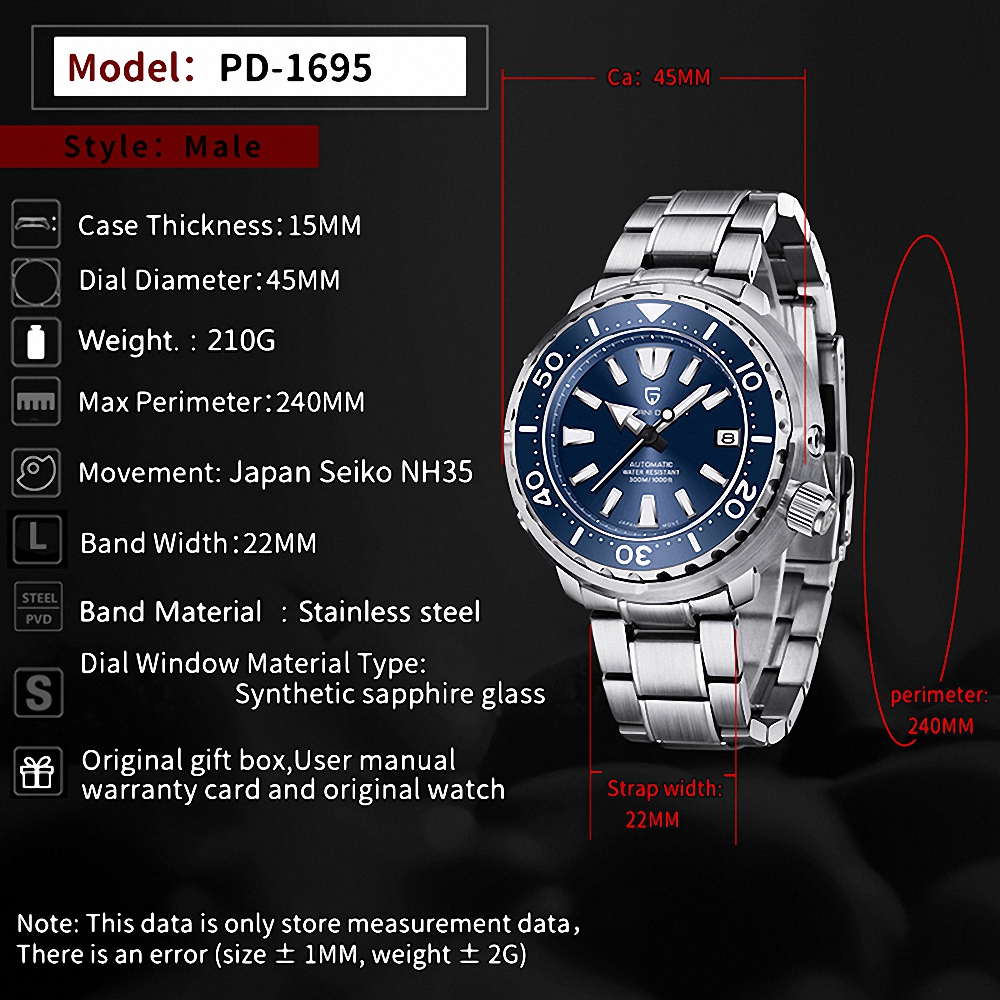 Model: PD-1695
Ca: 45MM
Style: Male
Case Thickness:15MM
Dial Diameter:45MM
Weight. : 210G
Max Perimeter:240MM
Movement: Japan Seiko NH35
L
Band Width:22MM
STEEL
PVD
Band Material : Stainless steel
S
Dial Window Material Type:
Synthetic sapphire glass
Original gift box,User manual
warranty card and original watch
50
10
8
AUTOMATIC
WATER RESISTANT
300M/1000ft
40
20
30
JAPAN MOVT
perimeter:
240MM
Strap width:
22MM
Note: This data is only store measurement data,
There is an error (size ± 1MM, weight ± 2G)